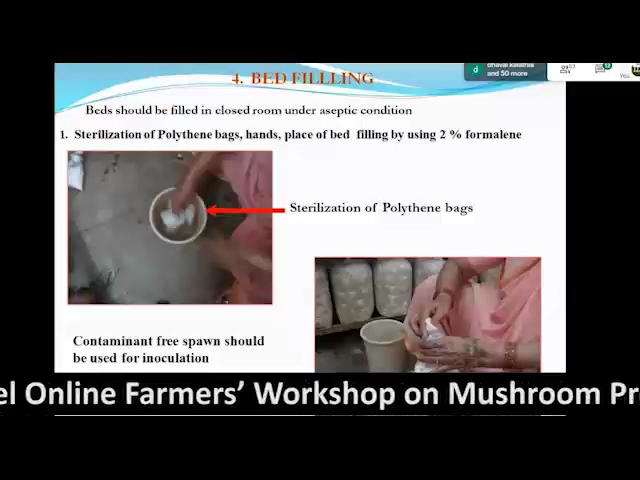 4. BED FILLLING
and 50 more
You
Beds should be filled in closed room under aseptic condition
1. Sterilization of Polythene bags, hands, place of bed filling by using 2 % formalene
Sterilization of Polythene bags
Contaminant free spawn should
be used for inoculation
el Online Farmers’ Workshop on Mushroom Pr